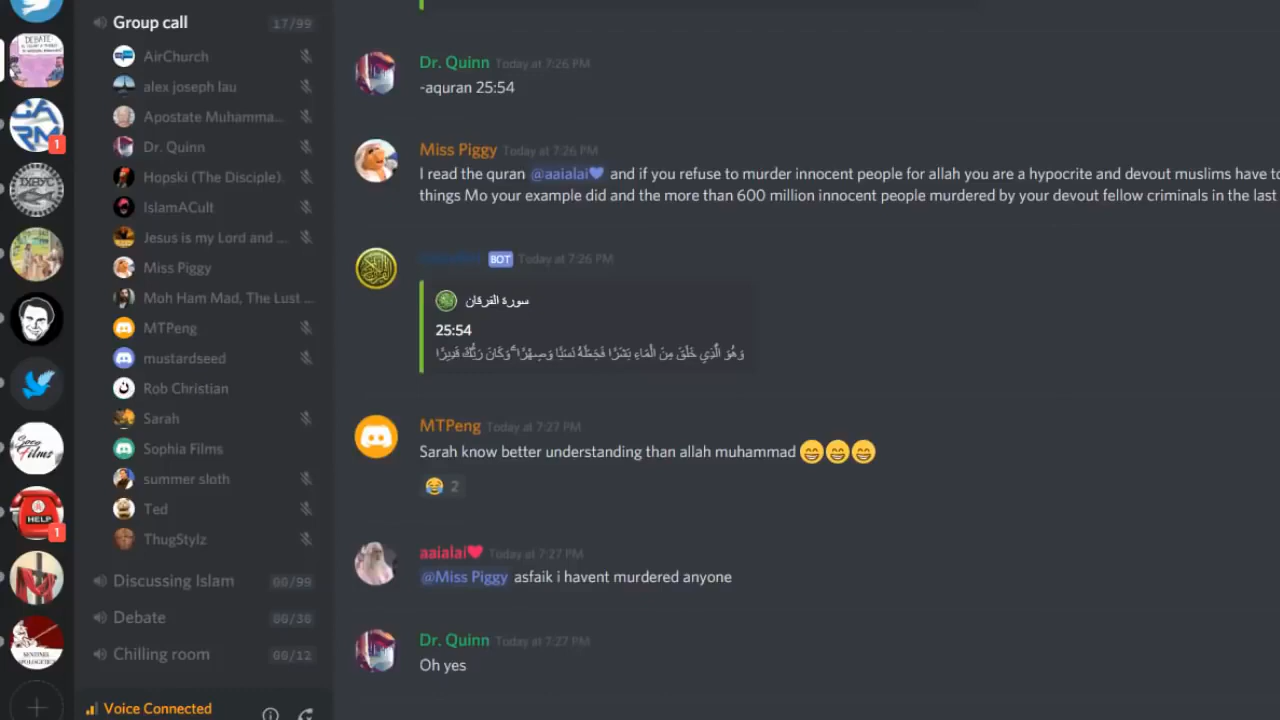 Group call 17/99
AirChurch
alex joseph lau
Apostate Muhamma...
Dr. Quinn
Hopski (The Disciple).
IslamACult
Jesus is my Lord and ...
Miss Piggy
Moh Ham Mad, The Lust ...
MTPeng
mustardseed
Rob Christian
Sarah
Sophia Films
summer sloth
Ted
ThugStylz
Discussing Islam 00/99
Debate 00/30
Chilling room 00/12
Voice Connected
DEBATE:
1
HELP
1
Dr. Quinn Today at 7:26 PM
-aquran 25:54
Miss Piggy Today at 7:26 PM
I read the quran @aaialai and if you refuse to murder innocent people for allah you are a hypocrite and devout muslims have to
things Mo your example did and the more than 600 million innocent people murdered by your devout fellow criminals in the last
BOT Today at 7:26 PM
سورة الفرقان
25:54
وَهُوَ الَّذِي خَلَقَ مِنَ الْمَاءِ بَشَرًا فَجَعَلَهُ نَسَبًا وَصِهْرًا ۗ وَكَانَ رَبُّكَ قَدِيرًا
MTPeng Today at 7:27 PM
Sarah know better understanding than allah muhammad 😄😄😄
😂 2
aaialai Today at 7:27 PM
@Miss Piggy asfaik i havent murdered anyone
Dr. Quinn Today at 7:27 PM
Oh yes